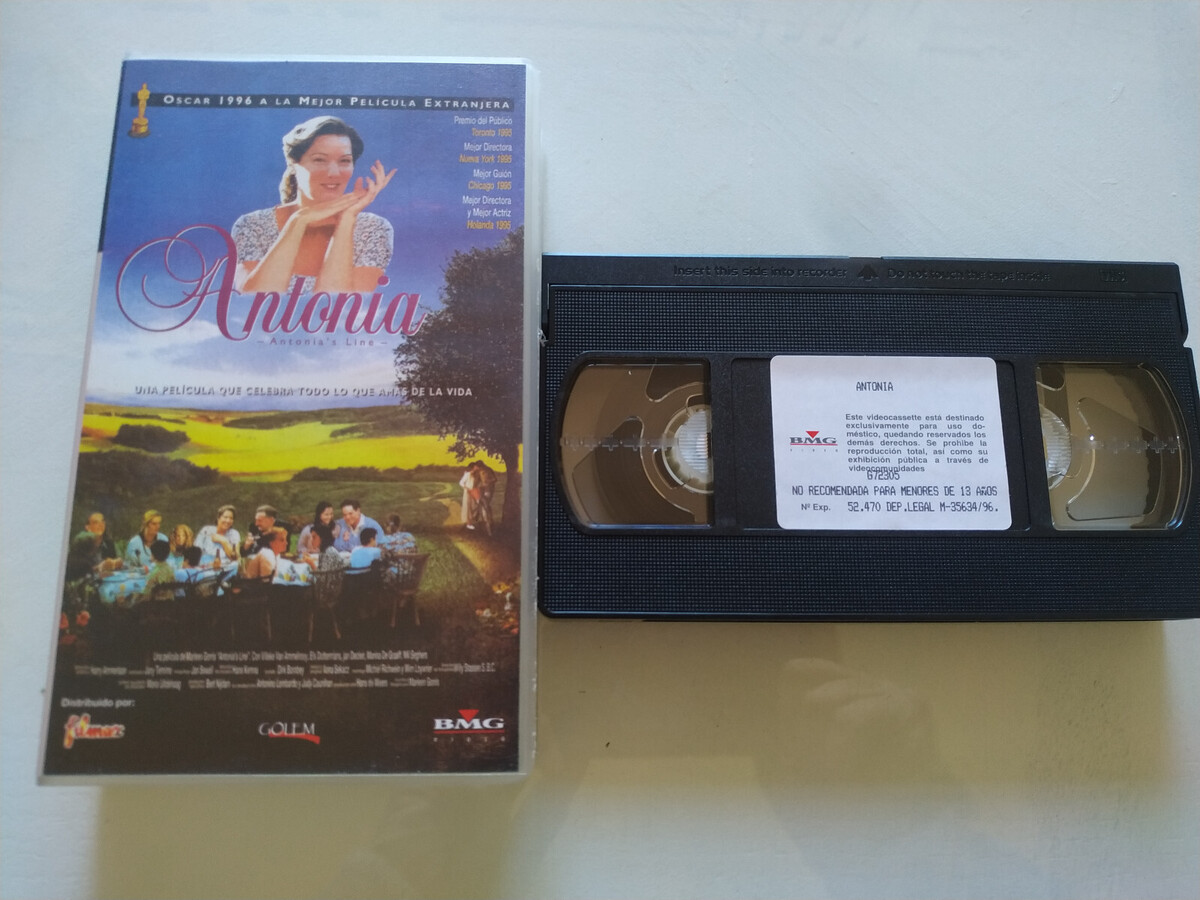 OSCAR 1996 A LA MEJOR PELÍCULA EXTRANJERA
Premio del Público
Toronto 1995
Mejor Directora
Nueva York 1995
Mejor Guión
Chicago 1995
Mejor Directora
y Mejor Actriz
Holanda 1995
Antonia
- Antonia's Line -
UNA PELÍCULA QUE CELEBRA TODO LO QUE AMAS DE LA VIDA
Distribuido por:
GOLEM
BMG
VIDEO
Insert this side into recorder Do not touch the tape inside
VHS
ANTONIA
BMG
VIDEO
Este videocassette está destinado
exclusivamente para uso do-
méstico, quedando reservados los
demás derechos. Se prohibe la
reproducción total, así como su
exhibición pública a través de
videocomunidades
G72305
NO RECOMENDADA PARA MENORES DE 13 AÑOS
Nº Exp. 52.470 DEP.LEGAL M-35634/96.